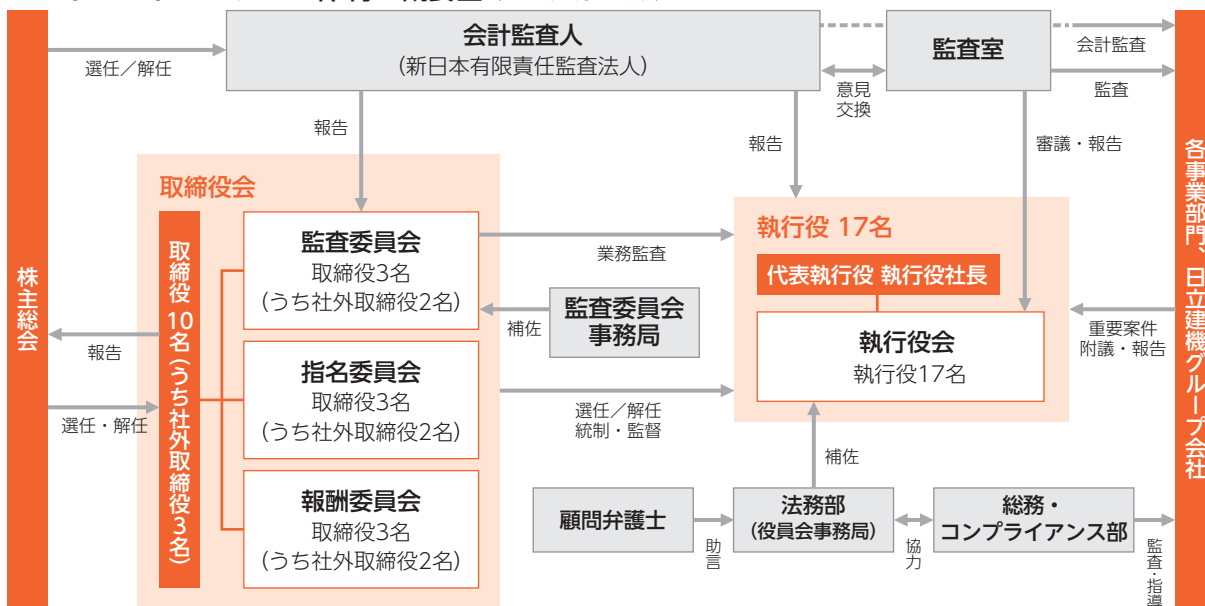 会計監査人
(新日本有限責任監査法人)
監査室
選任／解任
意見
交換
会計監査
監査
報告
報告
審議・報告
株主総会
報告
選任・解任
取締役会
取締役 10名(うち社外取締役3名)
監査委員会
取締役3名
(うち社外取締役2名)
指名委員会
取締役3名
(うち社外取締役2名)
報酬委員会
取締役3名
(うち社外取締役2名)
業務監査
補佐
監査委員会
事務局
選任／解任
統制・監督
執行役 17名
代表執行役 執行役社長
執行役会
執行役17名
重要案件
附議・報告
補佐
顧問弁護士
助言
法務部
(役員会事務局)
協力
総務・
コンプライアンス部
監査・指導
各事業部門、日立建機グループ会社